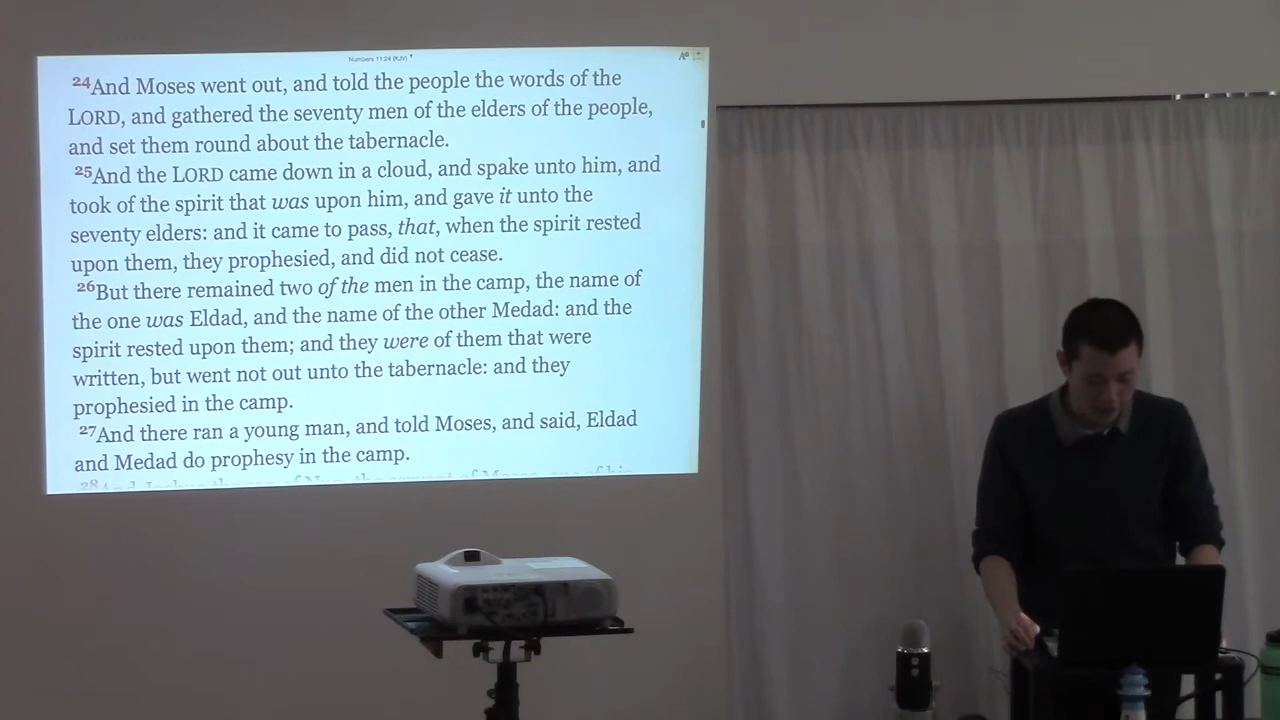 Numbers 11:24 (KJV)
24And Moses went out, and told the people the words of the
LORD, and gathered the seventy men of the elders of the people,
and set them round about the tabernacle.
25And the LORD came down in a cloud, and spake unto him, and
took of the spirit that was upon him, and gave it unto the
seventy elders: and it came to pass, that, when the spirit rested
upon them, they prophesied, and did not cease.
26But there remained two of the men in the camp, the name of
the one was Eldad, and the name of the other Medad: and the
spirit rested upon them; and they were of them that were
written, but went not out unto the tabernacle: and they
prophesied in the camp.
27And there ran a young man, and told Moses, and said, Eldad
and Medad do prophesy in the camp.